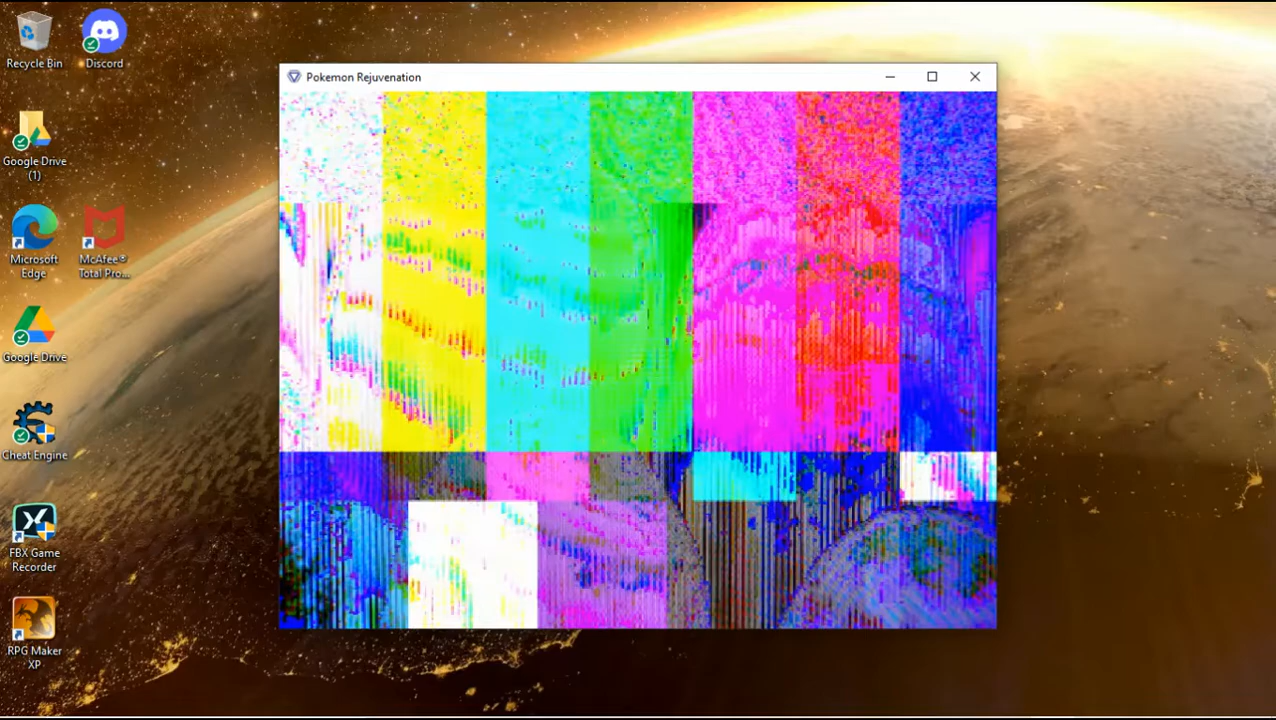 Recycle Bin
Discord
Pokemon Rejuvenation
Google Drive
(1)
Microsoft
Edge
McAfee®
Total Pro...
Google Drive
Cheat Engine
FBX Game
Recorder
RPG Maker
XP